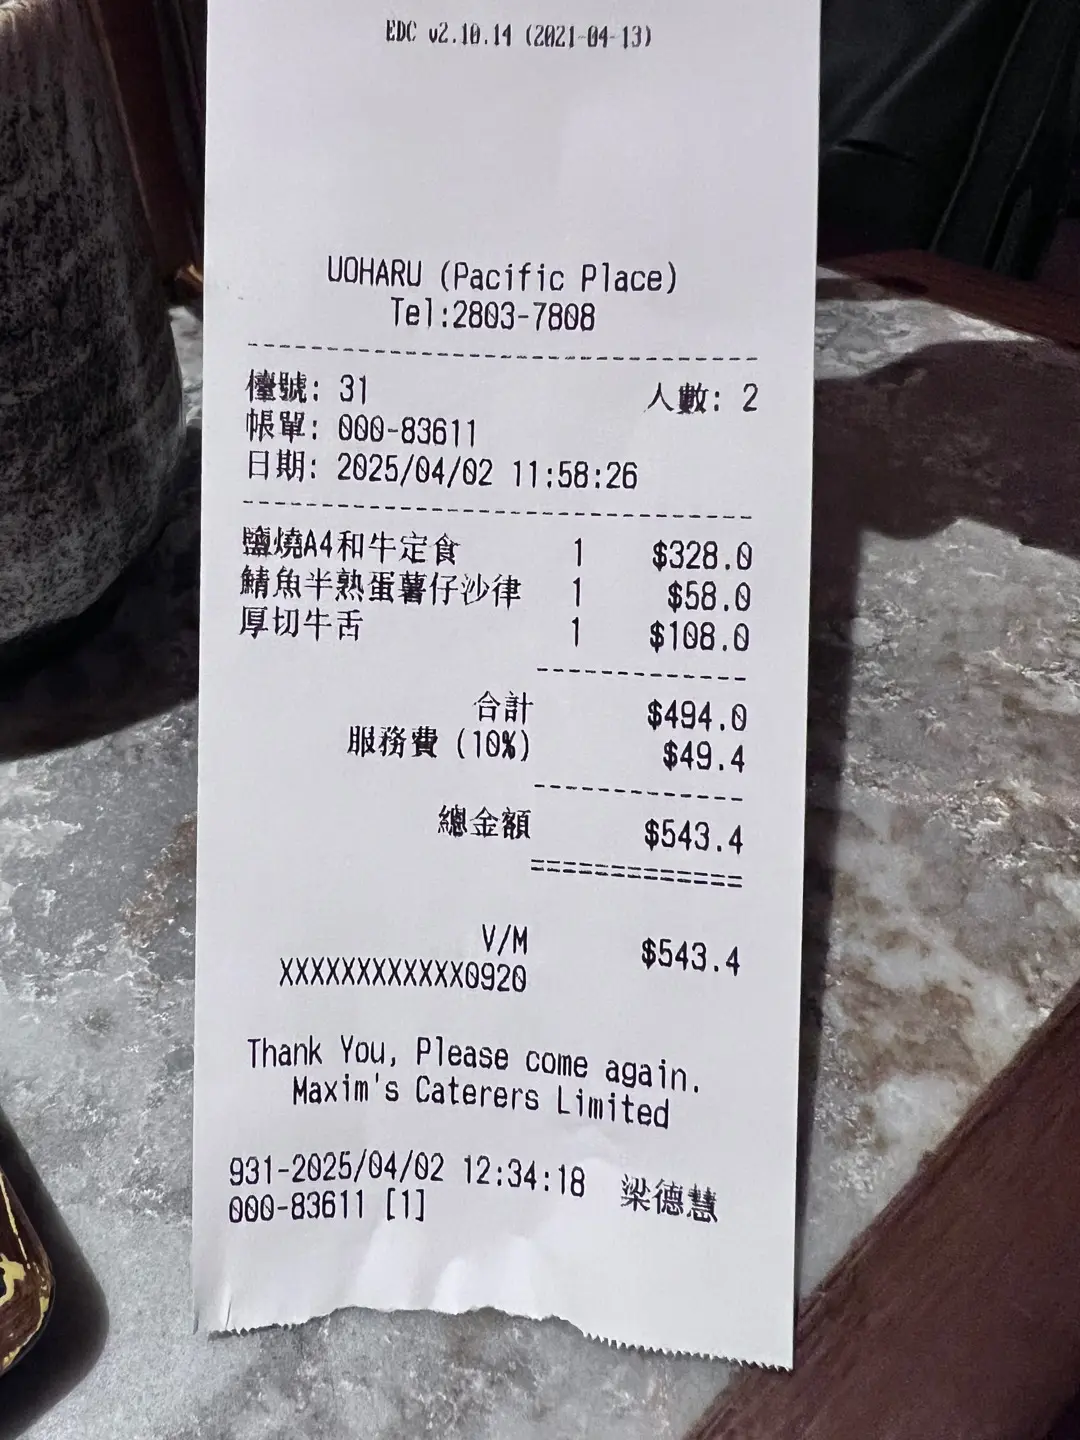 EDC v2.10.14 (2021-04-13)
UOHARU (Pacific Place)
Tel:2803-7808
檯號: 31 人數: 2
帳單: 000-83611
日期: 2025/04/02 11:58:26
鹽燒A4和牛定食 1 $328.0
鯖魚半熟蛋薯仔沙律 1 $58.0
厚切牛舌 1 $108.0
合計 $494.0
服務費 (10%) $49.4
總金額 $543.4
V/M $543.4
XXXXXXXXXXXX0920
Thank You, Please come again.
Maxim's Caterers Limited
931-2025/04/02 12:34:18 梁德慧
000-83611 [1]